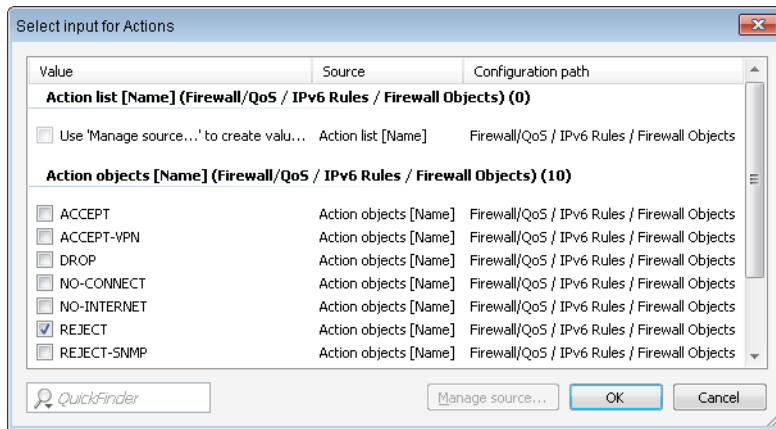 Select input for Actions
Value Source Configuration path
Action list [Name] (Firewall/QoS / IPv6 Rules / Firewall Objects) (0)
Use 'Manage source...' to create valu... Action list [Name] Firewall/QoS / IPv6 Rules / Firewall Objects
Action objects [Name] (Firewall/QoS / IPv6 Rules / Firewall Objects) (10)
ACCEPT Action objects [Name] Firewall/QoS / IPv6 Rules / Firewall Objects
ACCEPT-VPN Action objects [Name] Firewall/QoS / IPv6 Rules / Firewall Objects
DROP Action objects [Name] Firewall/QoS / IPv6 Rules / Firewall Objects
NO-CONNECT Action objects [Name] Firewall/QoS / IPv6 Rules / Firewall Objects
NO-INTERNET Action objects [Name] Firewall/QoS / IPv6 Rules / Firewall Objects
REJECT Action objects [Name] Firewall/QoS / IPv6 Rules / Firewall Objects
REJECT-SNMP Action objects [Name] Firewall/QoS / IPv6 Rules / Firewall Objects
QuickFinder Manage source... OK Cancel